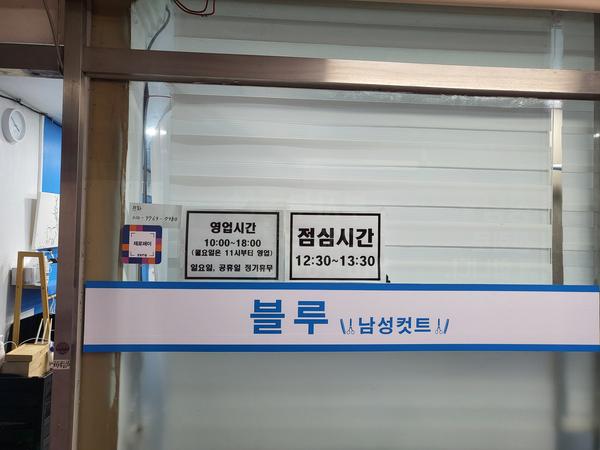 전화
영업시간
10:00~18:00
(월요일은 11시부터 영업)
일요일, 공휴일 정기휴무
점심시간
12:30~13:30
제로페이
블루 남성컷트